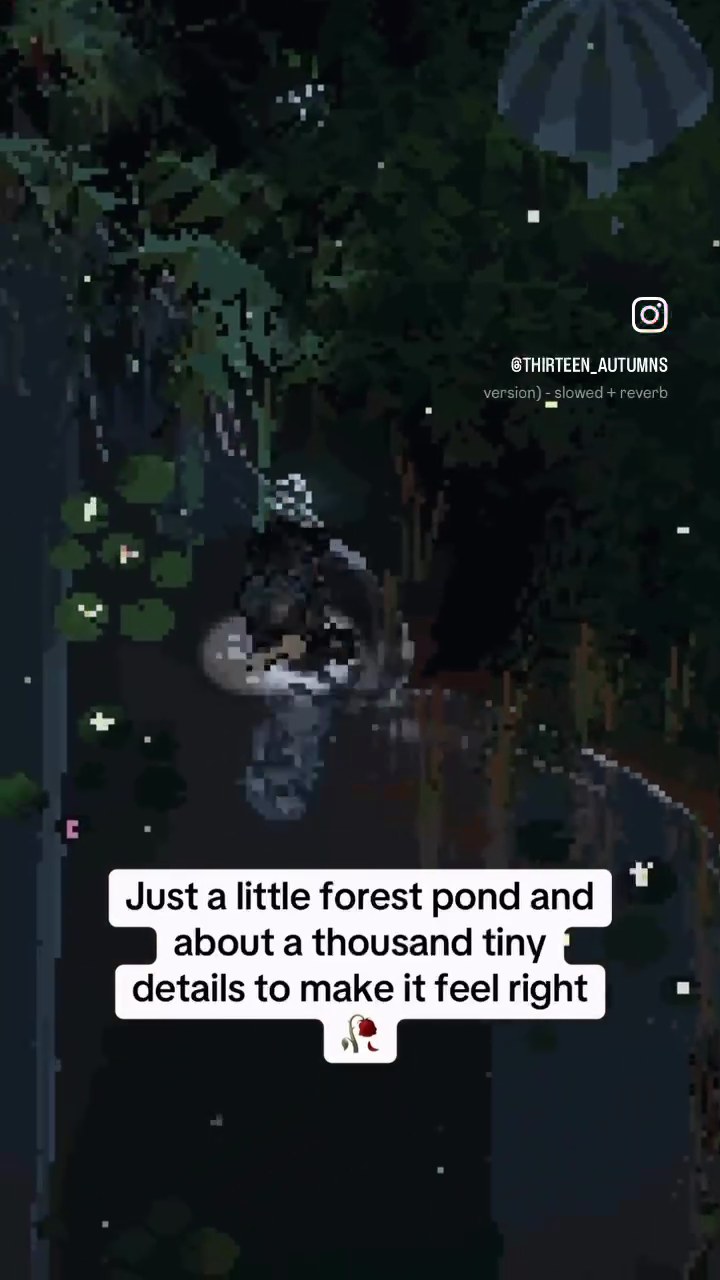 @THIRTEEN_AUTUMNS
version) - slowed + reverb
Just a little forest pond and
about a thousand tiny
details to make it feel right
🥀